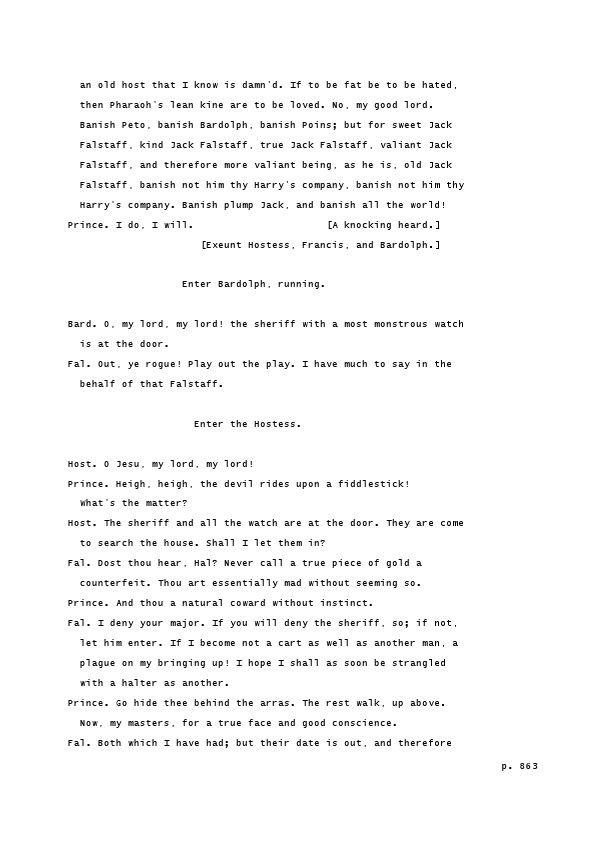 an old host that I know is damn'd. If to be fat be to be hated,
then Pharaoh's lean kine are to be loved. No, my good lord.
Banish Peto, banish Bardolph, banish Poins; but for sweet Jack
Falstaff, kind Jack Falstaff, true Jack Falstaff, valiant Jack
Falstaff, and therefore more valiant being, as he is, old Jack
Falstaff, banish not him thy Harry's company, banish not him thy
Harry's company. Banish plump Jack, and banish all the world!
Prince. I do, I will. [A knocking heard.]
[Exeunt Hostess, Francis, and Bardolph.]
Enter Bardolph, running.
Bard. O, my lord, my lord! the sheriff with a most monstrous watch
is at the door.
Fal. Out, ye rogue! Play out the play. I have much to say in the
behalf of that Falstaff.
Enter the Hostess.
Host. O Jesu, my lord, my lord!
Prince. Heigh, heigh, the devil rides upon a fiddlestick!
What's the matter?
Host. The sheriff and all the watch are at the door. They are come
to search the house. Shall I let them in?
Fal. Dost thou hear, Hal? Never call a true piece of gold a
counterfeit. Thou art essentially mad without seeming so.
Prince. And thou a natural coward without instinct.
Fal. I deny your major. If you will deny the sheriff, so; if not,
let him enter. If I become not a cart as well as another man, a
plague on my bringing up! I hope I shall as soon be strangled
with a halter as another.
Prince. Go hide thee behind the arras. The rest walk, up above.
Now, my masters, for a true face and good conscience.
Fal. Both which I have had; but their date is out, and therefore
p. 863